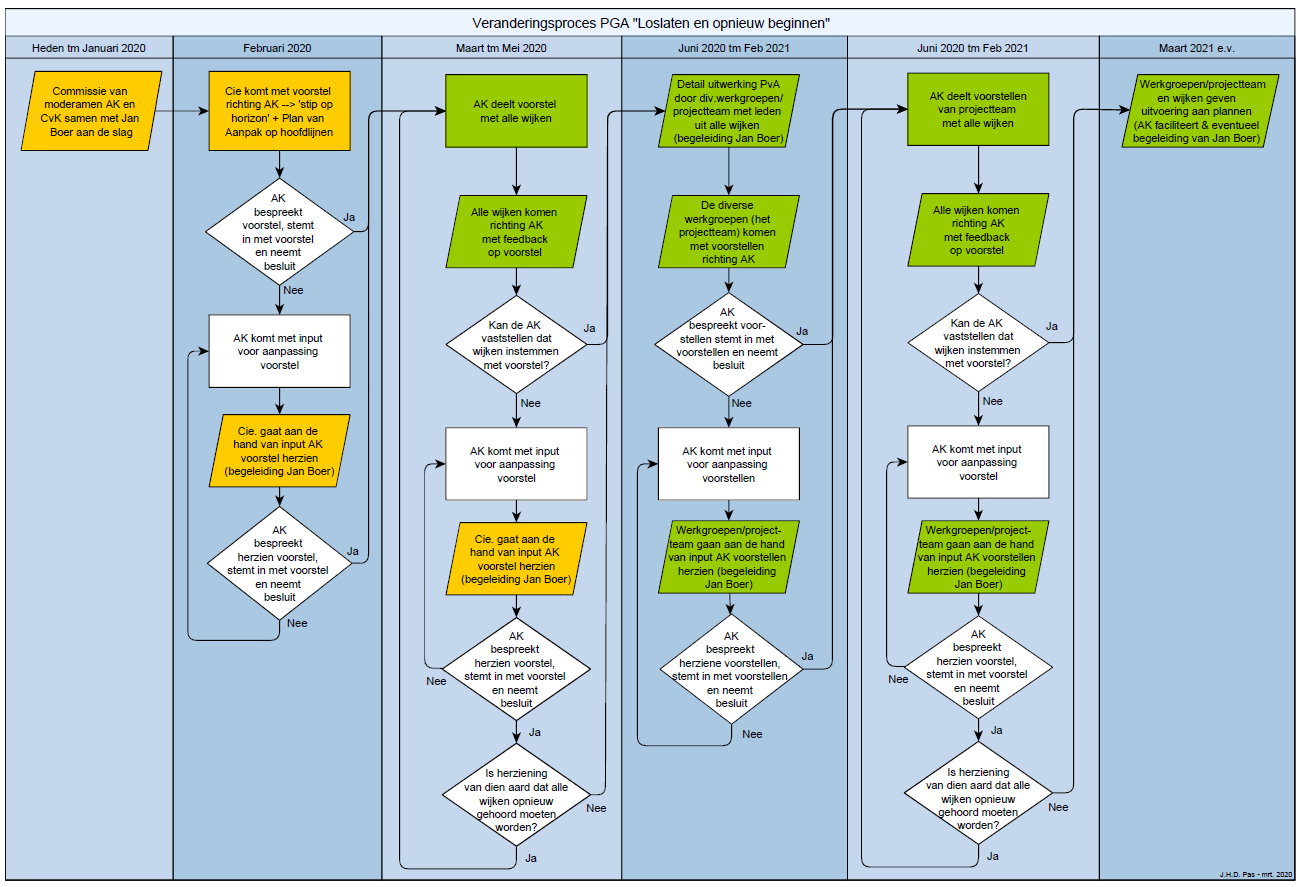 Veranderingsproces PGA "Loslaten en opnieuw beginnen"
Heden tm Januari 2020
Commissie van
moderamen AK en
CvK samen met Jan
Boer aan de slag
Februari 2020
Cie komt met voorstel
richting AK --> 'stip op
horizon' + Plan van
Aanpak op hoofdlijnen
AK
bespreekt
voorstel, stemt
in met voorstel
en neemt
besluit
Ja
Nee
AK komt met input
voor aanpassing
voorstel
Cie. gaat aan de
hand van input AK
voorstel herzien
(begeleiding Jan Boer)
AK
bespreekt
herzien voorstel,
stemt in met voorstel
en neemt
besluit
Ja
Nee
Maart tm Mei 2020
AK deelt voorstel
met alle wijken
Alle wijken komen
richting AK
met feedback
op voorstel
Kan de AK
vaststellen dat
wijken instemmen
met voorstel?
Ja
Nee
AK komt met input
voor aanpassing
voorstel
Cie. gaat aan de
hand van input AK
voorstel herzien
(begeleiding Jan Boer)
AK
bespreekt
herzien voorstel,
stemt in met voorstel
en neemt
besluit
Nee
Ja
Is herziening
van dien aard dat alle
wijken opnieuw
gehoord moeten
worden?
Nee
Ja
Juni 2020 tm Feb 2021
Detail uitwerking PvA
door div.werkgroepen/
projectteam met leden
uit alle wijken
(begeleiding Jan Boer)
De diverse
werkgroepen (het
projectteam) komen
met voorstellen
richting AK
AK
bespreekt voor-
stellen stemt in met
voorstellen en neemt
besluit
Ja
Nee
AK komt met input
voor aanpassing
voorstellen
Werkgroepen/project-
team gaan aan de hand
van input AK voorstellen
herzien (begeleiding
Jan Boer)
AK
bespreekt
herziene voorstellen,
stemt in met voorstellen
en neemt
besluit
Ja
Nee
Juni 2020 tm Feb 2021
AK deelt voorstellen
van projectteam
met alle wijken
Alle wijken komen
richting AK
met feedback
op voorstel
Kan de AK
vaststellen dat
wijken instemmen
met voorstel?
Ja
Nee
AK komt met input
voor aanpassing
voorstel
Werkgroepen/project-
team gaan aan de hand
van input AK voorstellen
herzien (begeleiding
Jan Boer)
AK
bespreekt
herzien voorstel,
stemt in met voorstel
en neemt
besluit
Nee
Ja
Is herziening
van dien aard dat alle
wijken opnieuw
gehoord moeten
worden?
Nee
Ja
Maart 2021 e.v.
Werkgroepen/projectteam
en wijken geven
uitvoering aan plannen
(AK faciliteert & eventueel
begeleiding van Jan Boer)
J.H.D. Pas - mrt. 2020